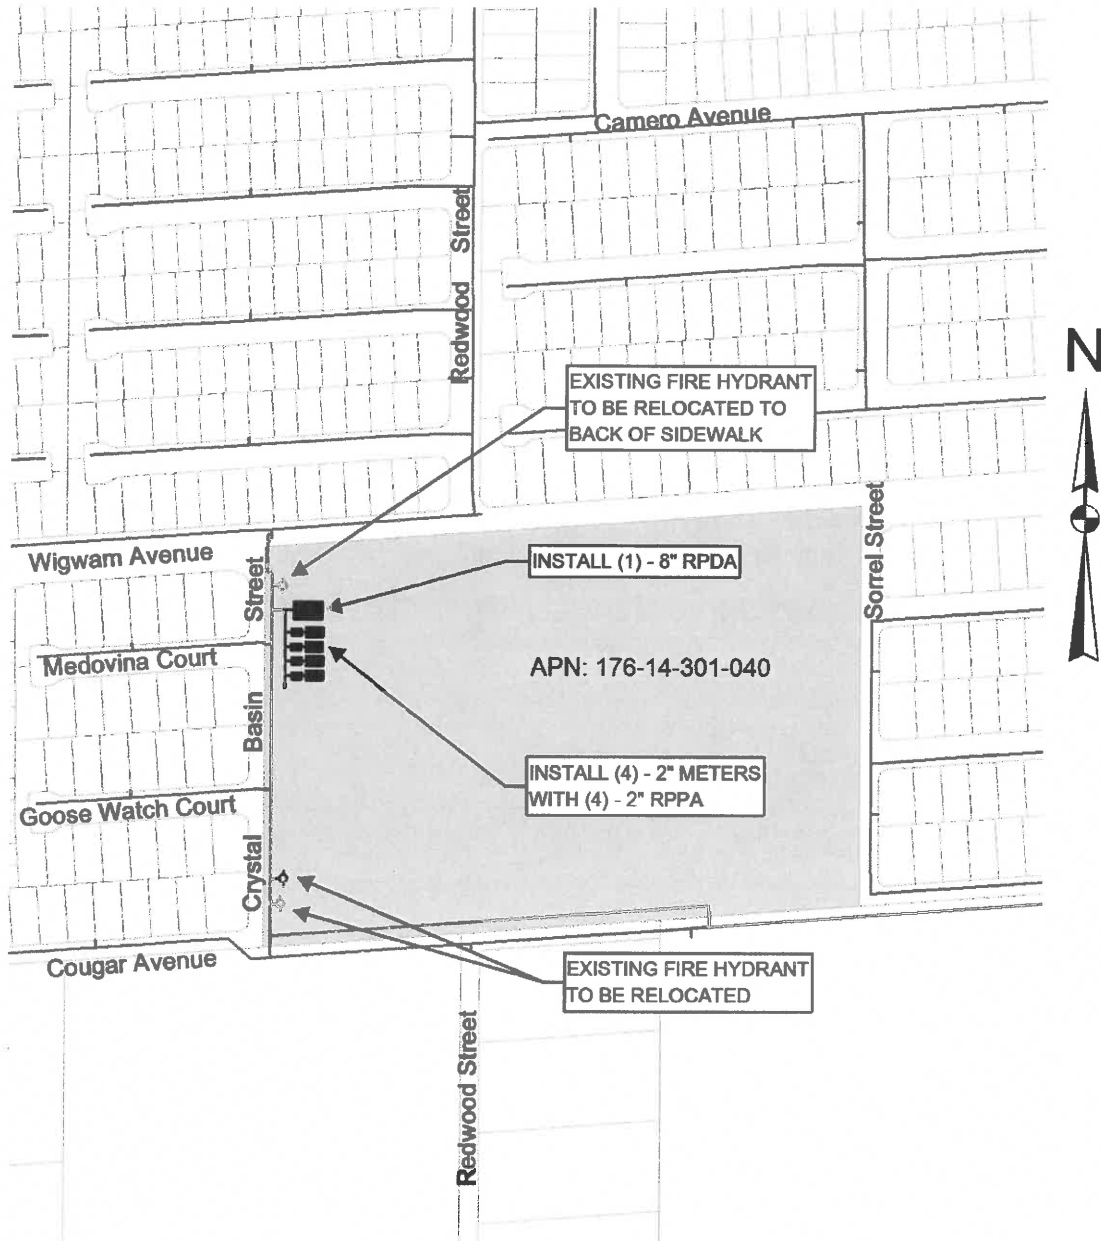 Camero Avenue
Redwood Street
N
EXISTING FIRE HYDRANT
TO BE RELOCATED TO
BACK OF SIDEWALK
Wigwam Avenue
Sorrel Street
INSTALL (1) - 8" RPDA
Medovina Court
APN: 176-14-301-040
Crystal Basin Street
INSTALL (4) - 2" METERS
WITH (4) - 2" RPPA
Goose Watch Court
Cougar Avenue
EXISTING FIRE HYDRANT
TO BE RELOCATED
Redwood Street